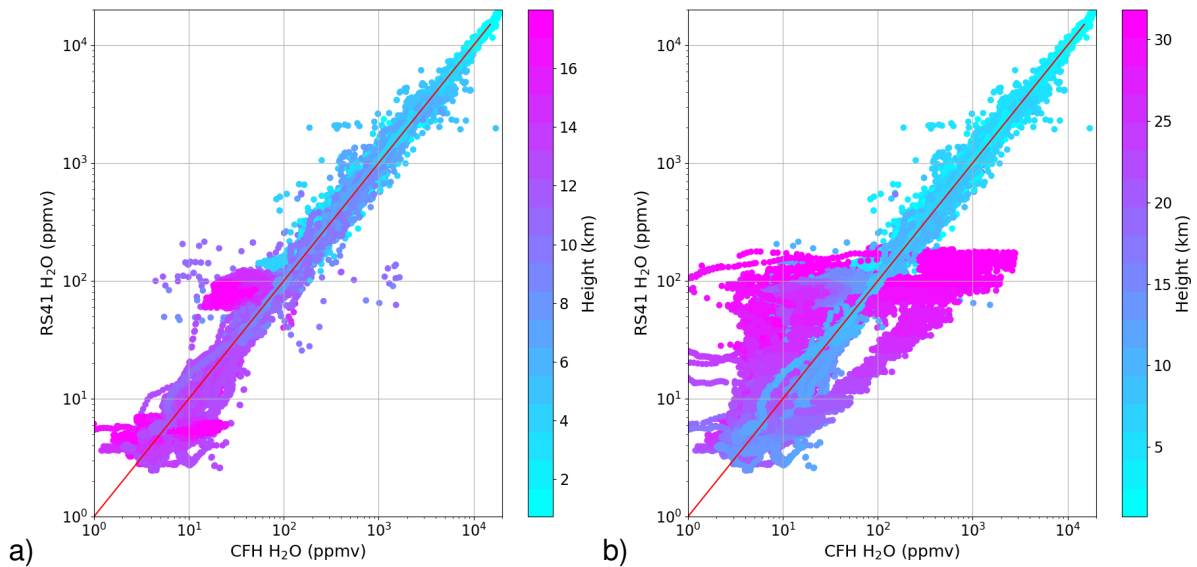 10⁴
10³
10²
10¹
10⁰
RS41 H₂O (ppmv)
10⁰ 10¹ 10² 10³ 10⁴
CFH H₂O (ppmv)
16
14
12
10
8
6
4
2
Height (km)
a)
10⁴
10³
10²
10¹
10⁰
RS41 H₂O (ppmv)
10⁰ 10¹ 10² 10³ 10⁴
CFH H₂O (ppmv)
30
25
20
15
10
5
Height (km)
b)